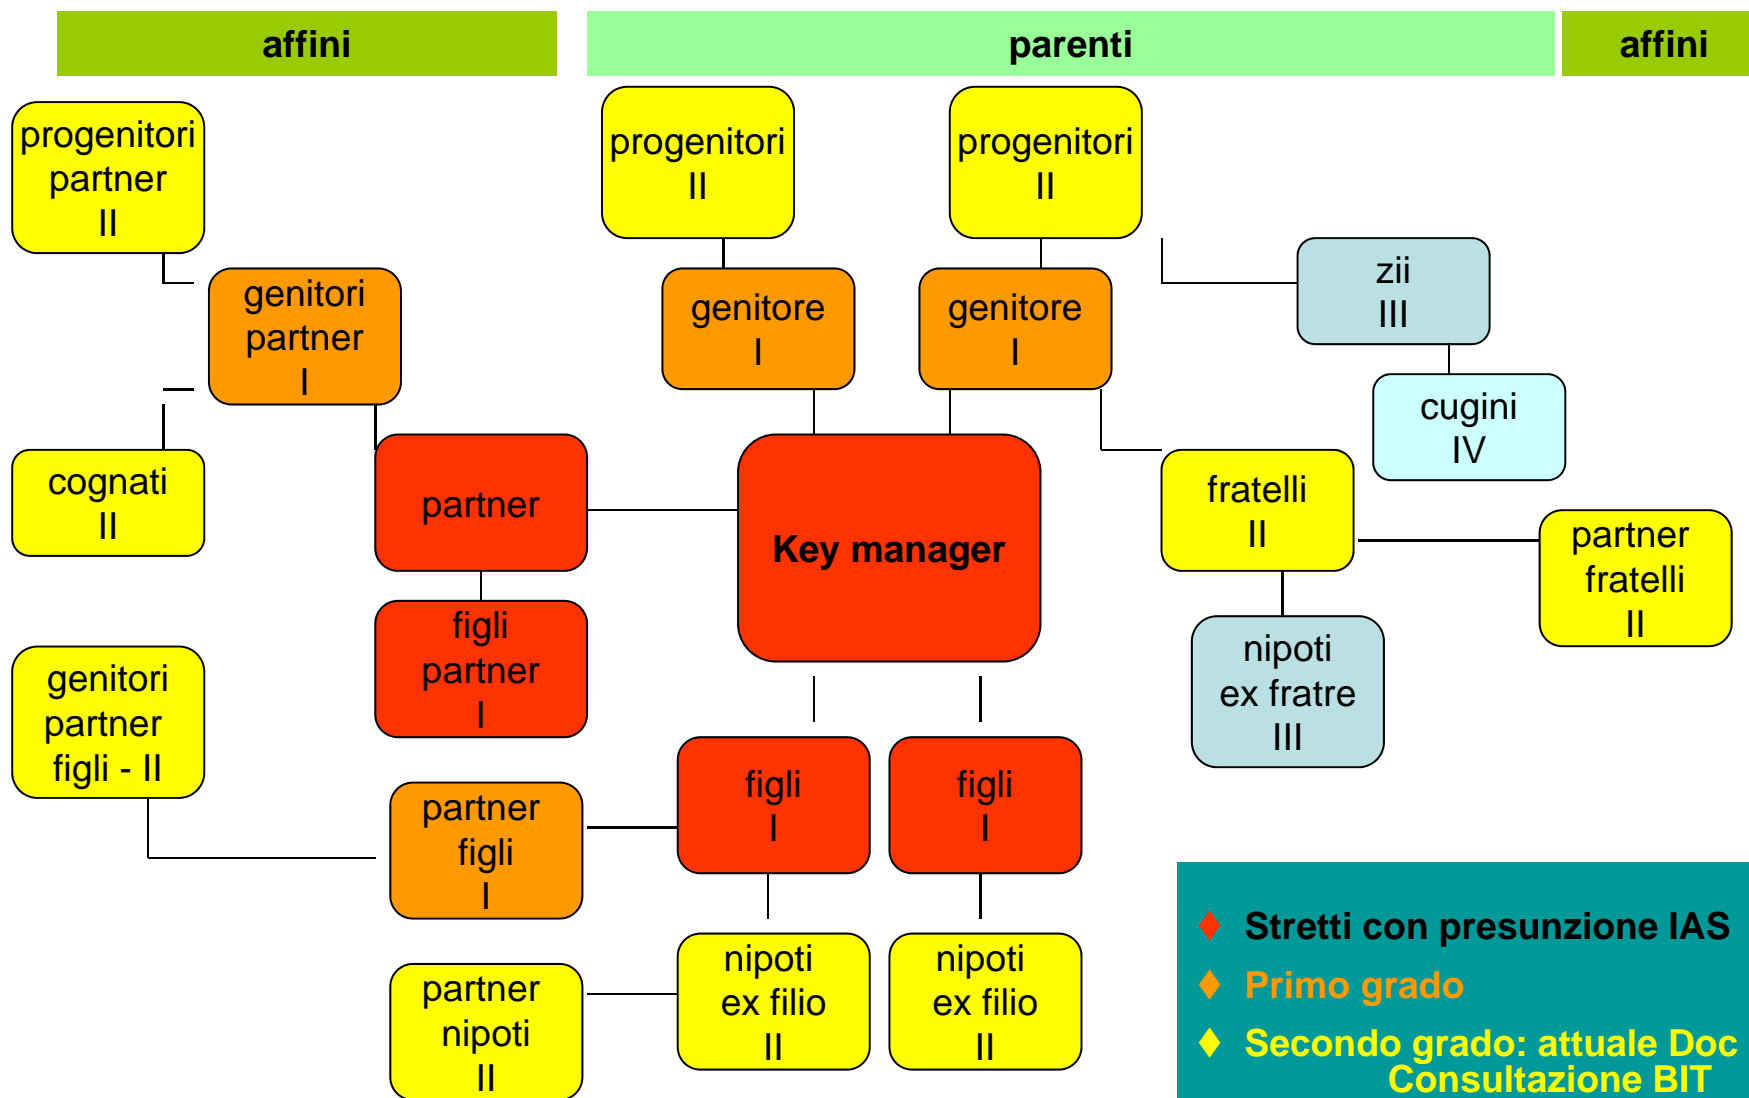 affini
parenti
affini
progenitori
partner
II
progenitori
II
progenitori
II
genitori
partner
I
genitore
I
genitore
I
zii
III
cugini
IV
cognati
II
partner
Key manager
fratelli
II
partner
fratelli
II
figli
partner
I
genitori
partner
figli - II
nipoti
ex fratre
III
partner
figli
I
figli
I
figli
I
partner
nipoti
II
nipoti
ex filio
II
nipoti
ex filio
II
Stretti con presunzione IAS
Primo grado
Secondo grado: attuale Doc
Consultazione BIT